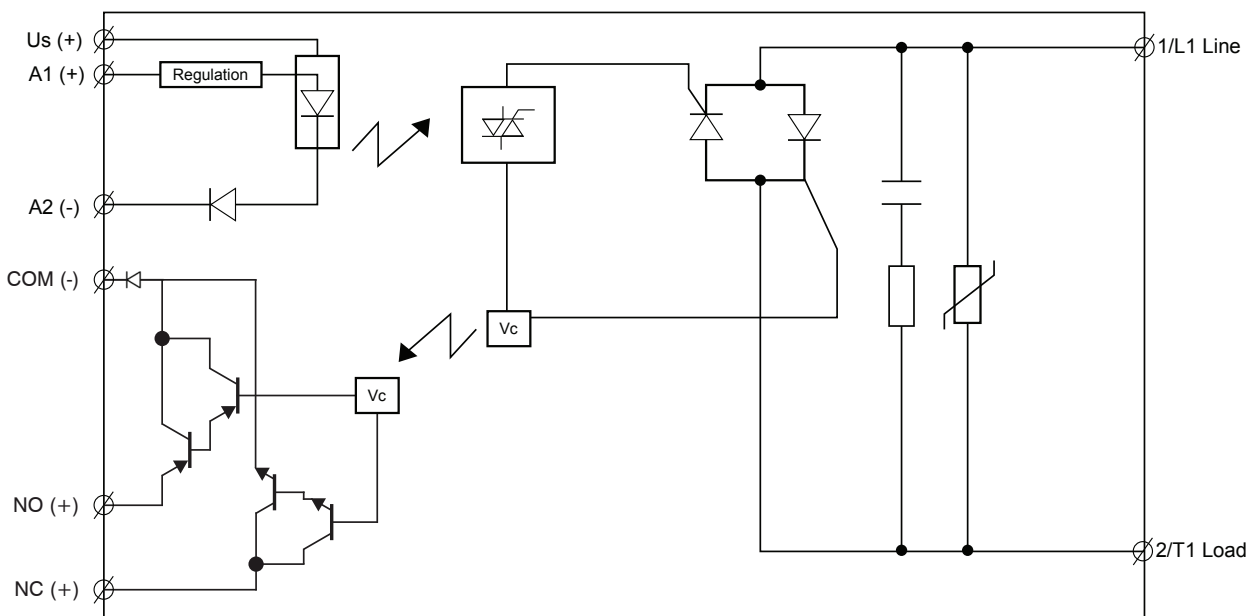 Us (+)
A1 (+)
Regulation
A2 (-)
COM (-)
NO (+)
NC (+)
Vc
Vc
1/L1 Line
2/T1 Load